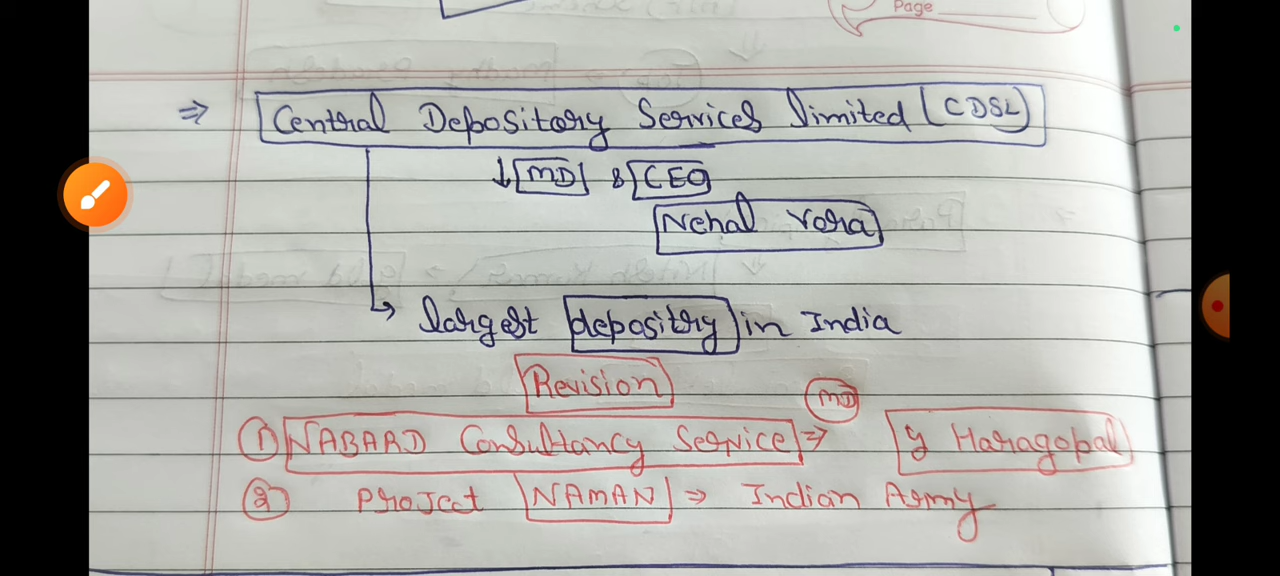 Page
⇒ Central Depository Services limited (CDSL)
↓ MD & CEO
Nehal Vora
largest depositry in India
Revision
MD
① NABARD Consultancy Service ⇒ Y Haragopal
② Project NAMAN ⇒ Indian Army